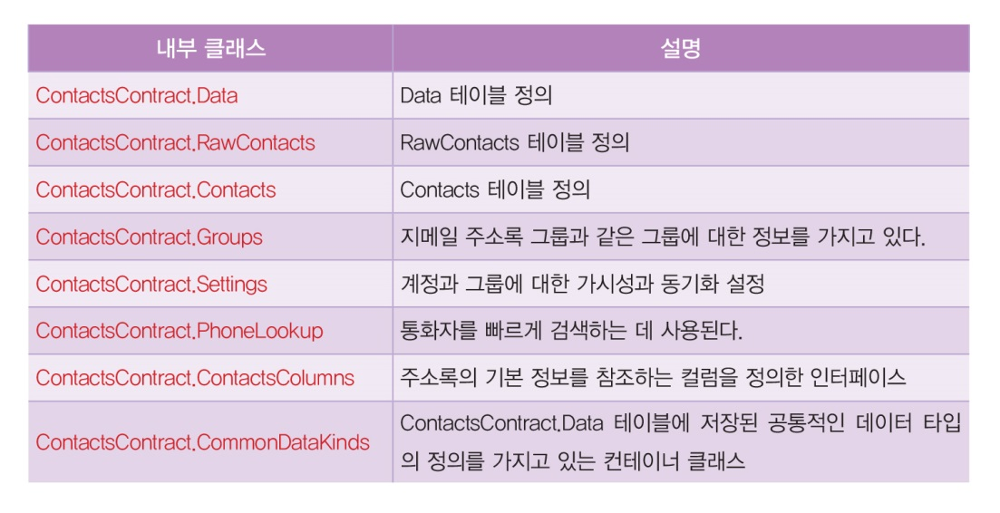 내부 클래스 설명
ContactsContract.Data Data 테이블 정의
ContactsContract.RawContacts RawContacts 테이블 정의
ContactsContract.Contacts Contacts 테이블 정의
ContactsContract.Groups 지메일 주소록 그룹과 같은 그룹에 대한 정보를 가지고 있다.
ContactsContract.Settings 계정과 그룹에 대한 가시성과 동기화 설정
ContactsContract.PhoneLookup 통화자를 빠르게 검색하는 데 사용된다.
ContactsContract.ContactsColumns 주소록의 기본 정보를 참조하는 컬럼을 정의한 인터페이스
ContactsContract.CommonDataKinds ContactsContract.Data 테이블에 저장된 공통적인 데이터 타입
의 정의를 가지고 있는 컨테이너 클래스